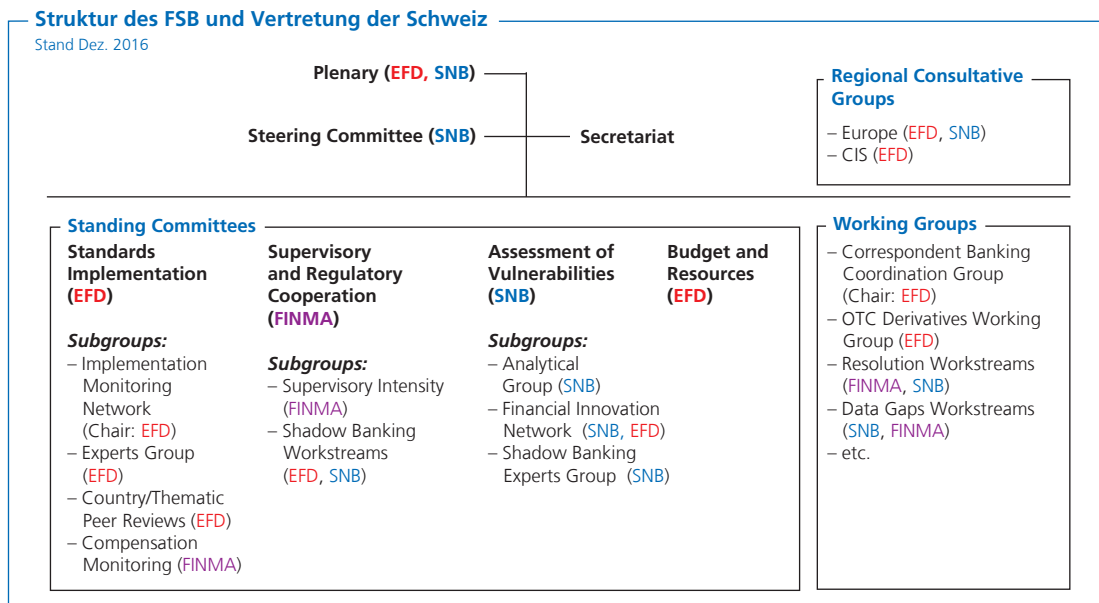 Struktur des FSB und Vertretung der Schweiz
Stand Dez. 2016
Plenary (EFD, SNB)
Steering Committee (SNB)
Secretariat
Regional Consultative
Groups
– Europe (EFD, SNB)
– CIS (EFD)
Standing Committees
Standards
Implementation
(EFD)
Subgroups:
– Implementation
Monitoring
Network
(Chair: EFD)
– Experts Group
(EFD)
– Country/Thematic
Peer Reviews (EFD)
– Compensation
Monitoring (FINMA)
Supervisory
and Regulatory
Cooperation
(FINMA)
Subgroups:
– Supervisory Intensity
(FINMA)
– Shadow Banking
Workstreams
(EFD, SNB)
Assessment of
Vulnerabilities
(SNB)
Subgroups:
– Analytical
Group (SNB)
– Financial Innovation
Network (SNB, EFD)
– Shadow Banking
Experts Group (SNB)
Budget and
Resources
(EFD)
Working Groups
– Correspondent Banking
Coordination Group
(Chair: EFD)
– OTC Derivatives Working
Group (EFD)
– Resolution Workstreams
(FINMA, SNB)
– Data Gaps Workstreams
(SNB, FINMA)
– etc.